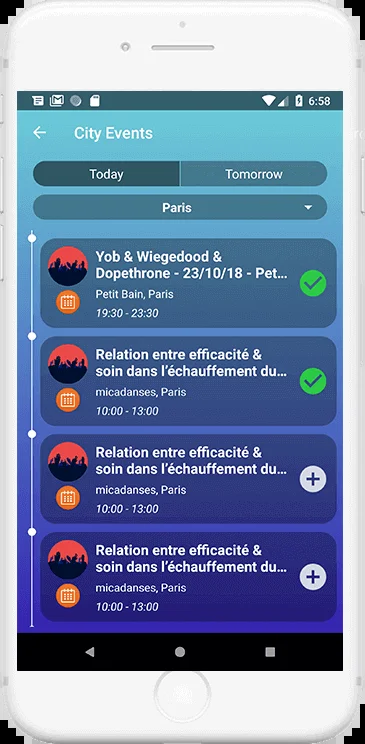 6:58
City Events
Today
Tomorrow
Paris
Yob & Wiegedood &
Dopethrone - 23/10/18 - Pet...
Petit Bain, Paris
19:30 - 23:30
Relation entre efficacité &
soin dans l'échauffement du...
micadanses, Paris
10:00 - 13:00
Relation entre efficacité &
soin dans l'échauffement du...
micadanses, Paris
10:00 - 13:00
Relation entre efficacité &
soin dans l'échauffement du...
micadanses, Paris
10:00 - 13:00